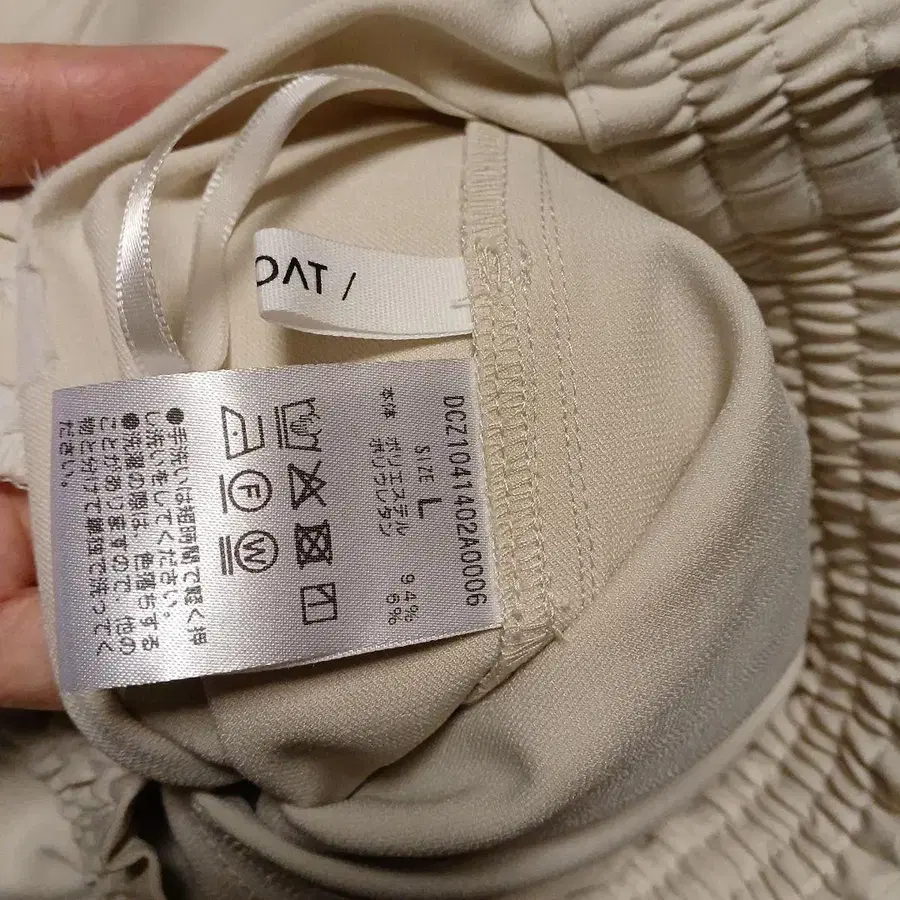 OVT /
DCZ1041402A0006
SIZE
L
本体 ポリエステル 94%
ポリウレタン 6%
F
W
●手洗いは短時間で軽く押
し洗いをしてください。
●洗濯の際は、色落ちする
ことがありますので、他の
物と分けて単独で洗って
ください。